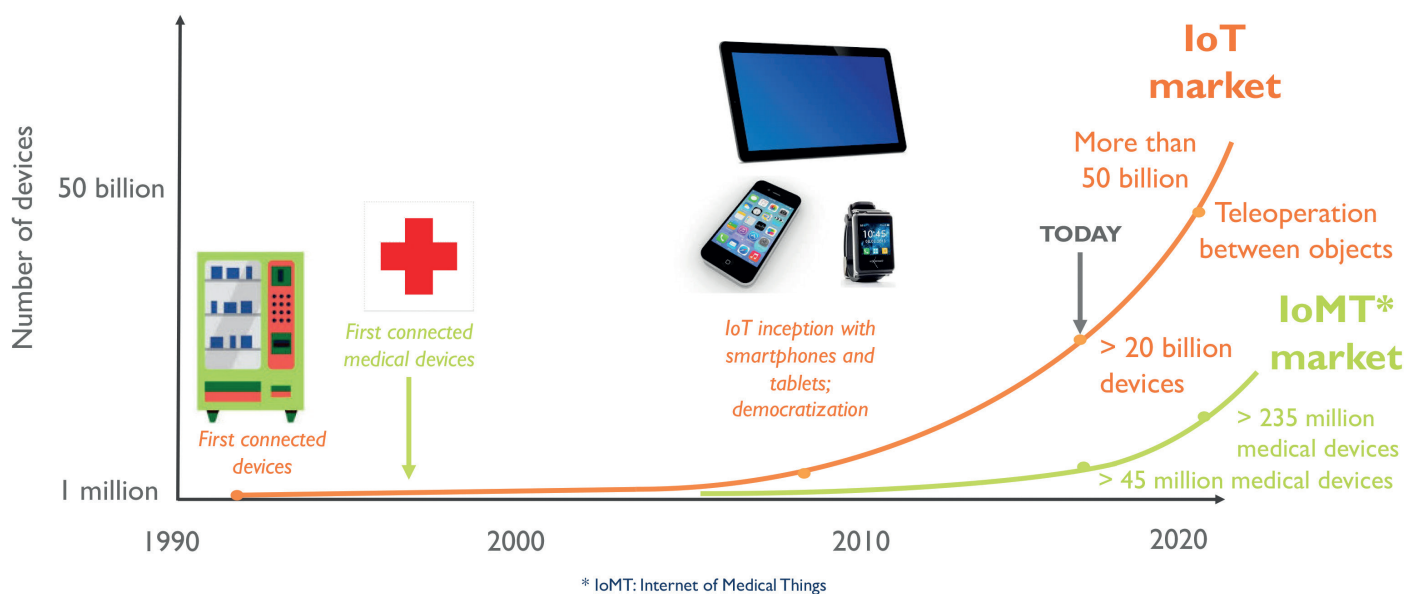 IoT
market
More than
50 billion
Number of devices
50 billion
TODAY
Teleoperation
between objects
10:45
First connected
medical devices
IoT inception with
smartphones and
tablets;
democratization
> 20 billion
devices
IoMT*
market
First connected
devices
> 235 million
medical devices
> 45 million medical devices
1 million
1990
2000
2010
2020
* IoMT: Internet of Medical Things